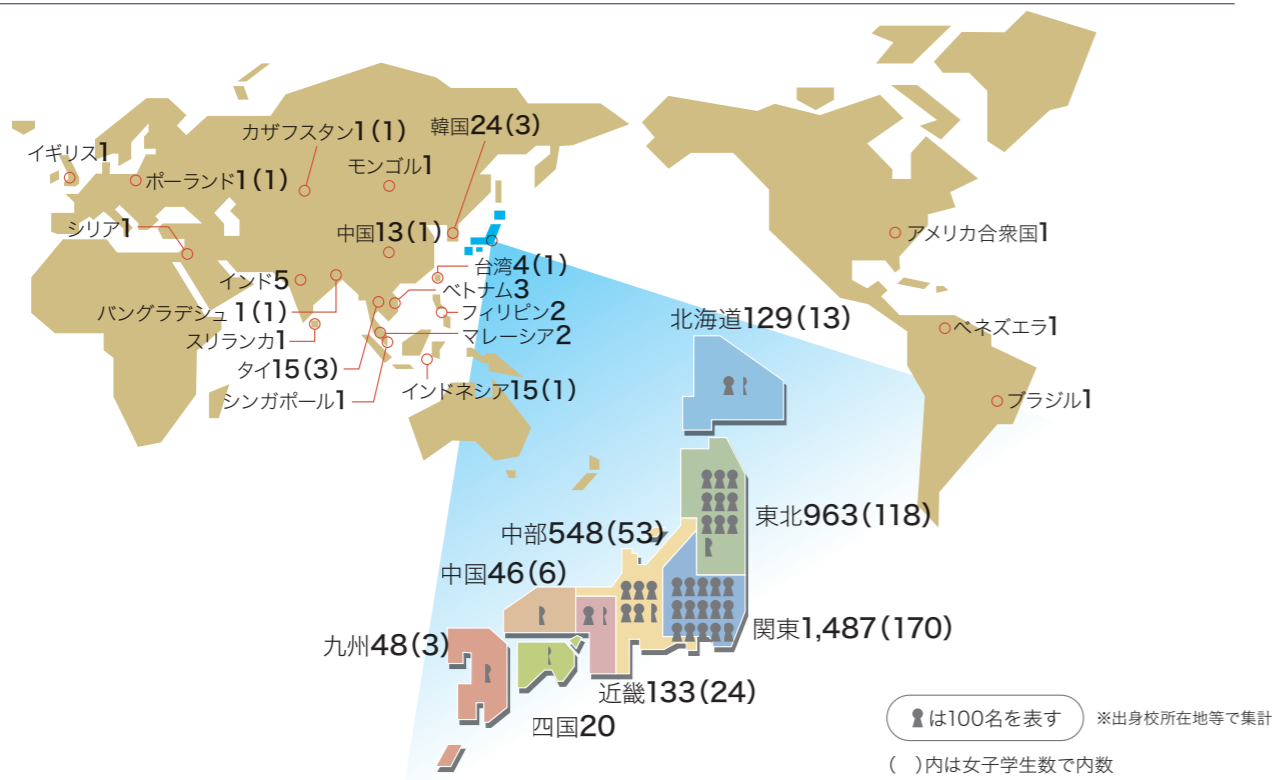 カザフスタン1(1)
韓国24(3)
イギリス1
モンゴル1
ポーランド1(1)
シリア1
中国13(1)
アメリカ合衆国1
台湾4(1)
インド5
ベトナム3
バングラデシュ1(1)
フィリピン2
北海道129(13)
ベネズエラ1
スリランカ1
マレーシア2
タイ15(3)
インドネシア15(1)
シンガポール1
ブラジル1
東北963(118)
中部548(53)
中国46(6)
関東1,487(170)
九州48(3)
近畿133(24)
四国20
は100名を表す
※出身校所在地等で集計
( )内は女子学生数で内数